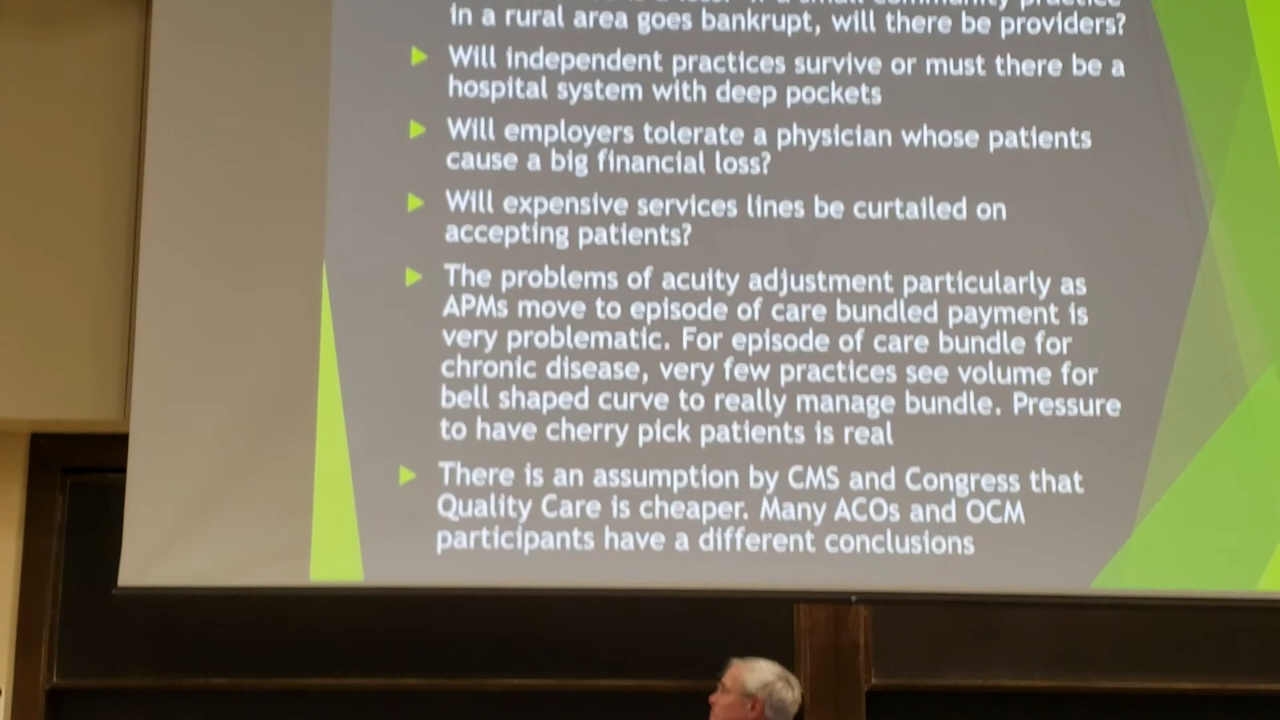 in a rural area goes bankrupt, will there be providers?
Will independent practices survive or must there be a
hospital system with deep pockets
Will employers tolerate a physician whose patients
cause a big financial loss?
Will expensive services lines be curtailed on
accepting patients?
The problems of acuity adjustment particularly as
APMs move to episode of care bundled payment is
very problematic. For episode of care bundle for
chronic disease, very few practices see volume for
bell shaped curve to really manage bundle. Pressure
to have cherry pick patients is real
There is an assumption by CMS and Congress that
Quality Care is cheaper. Many ACOs and OCM
participants have a different conclusions